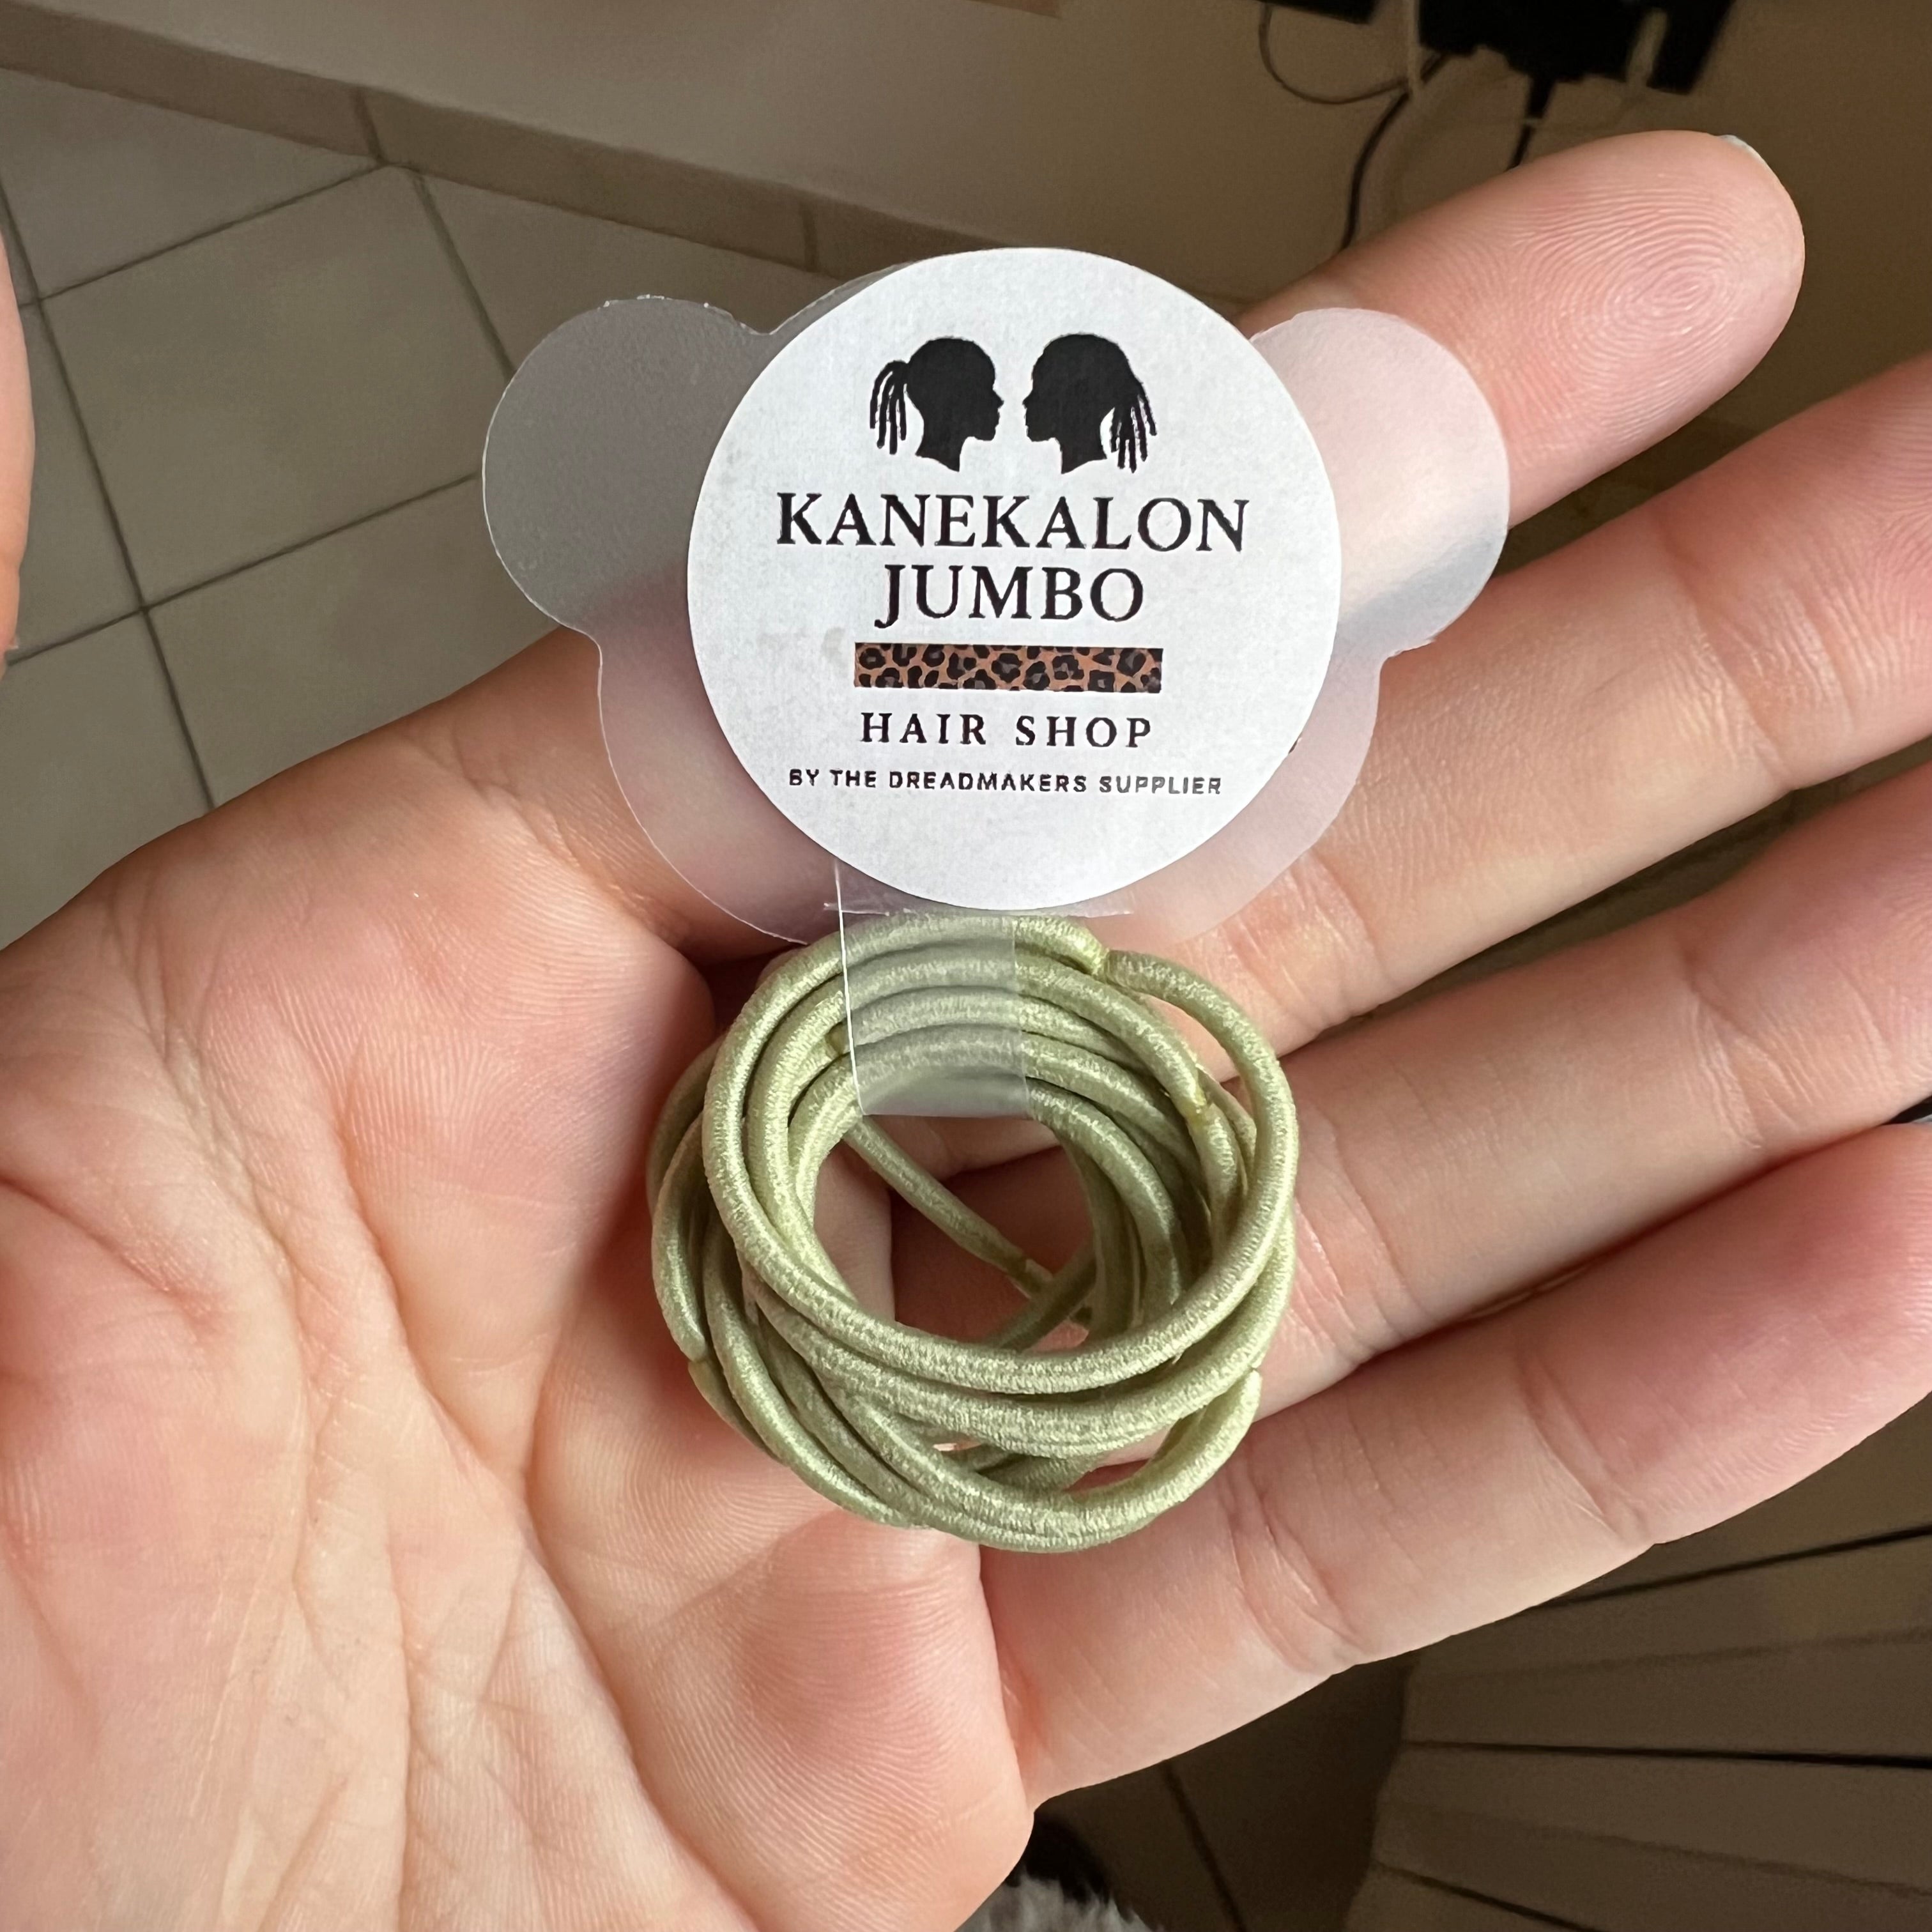 KANEKALON
JUMBO
HAIR SHOP
BY THE DREADMAKERS SUPPLIER